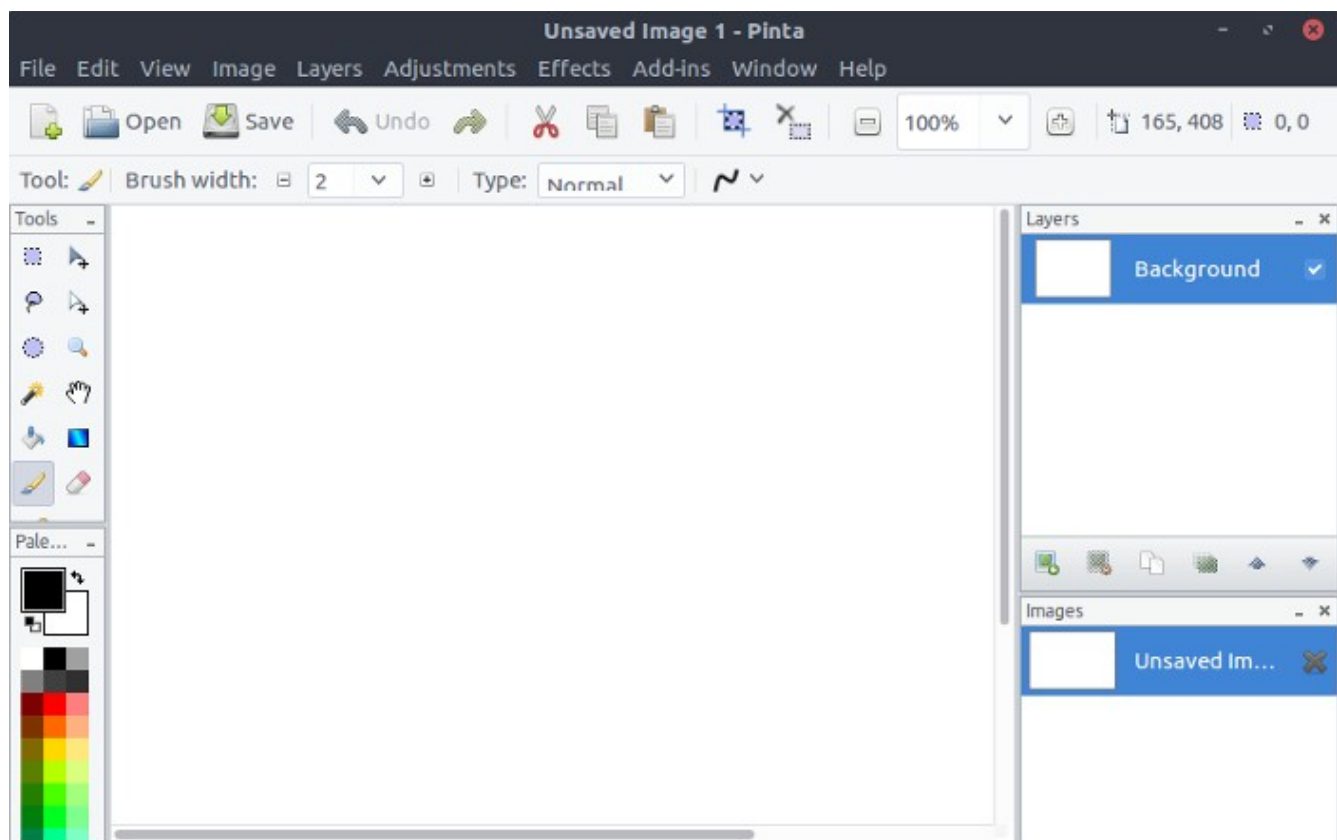 Unsaved Image 1 - Pinta
File Edit View Image Layers Adjustments Effects Add-ins Window Help
Open Save Undo 100% 165, 408 0, 0
Tool: Brush width: 2 Type: Normal
Tools
Layers
Background
Pale...
Images
Unsaved Im...